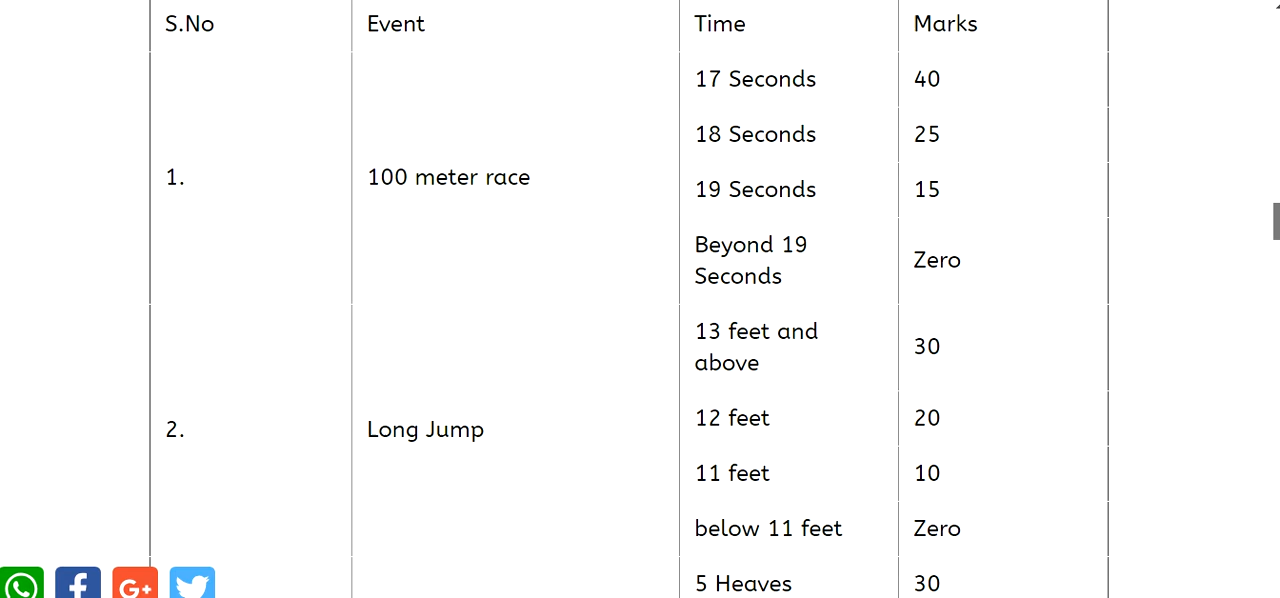 S.No Event Time Marks
17 Seconds 40
18 Seconds 25
1. 100 meter race
19 Seconds 15
Beyond 19
Seconds
Zero
13 feet and
above
30
12 feet 20
2. Long Jump
11 feet 10
below 11 feet Zero
5 Heaves 30
G+